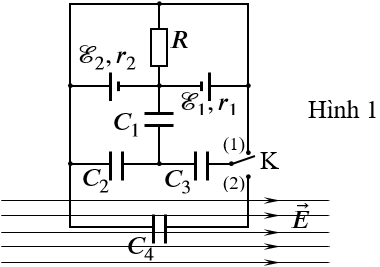 R
ℰ₂, r₂
ℰ₁, r₁
C₁
Hình 1
(1)
K
C₂
C₃
(2)
E⃗
C₄